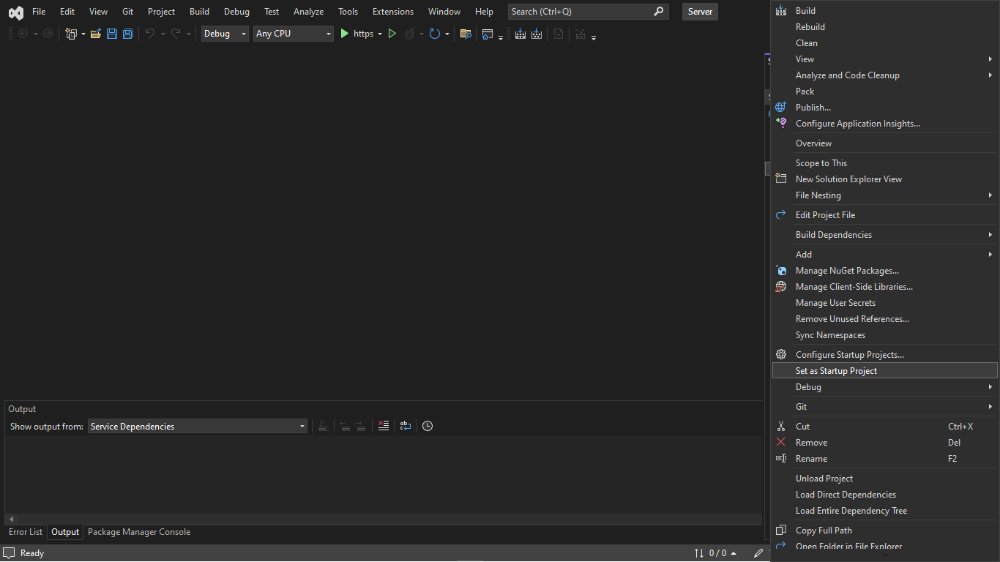 File Edit View Git Project Build Debug Test Analyze Tools Extensions Window Help Search (Ctrl+Q) Server
Debug Any CPU https
Output
Show output from: Service Dependencies
Error List Output Package Manager Console
Ready 0 / 0
Build
Rebuild
Clean
View
Analyze and Code Cleanup
Pack
Publish...
Configure Application Insights...
Overview
Scope to This
New Solution Explorer View
File Nesting
Edit Project File
Build Dependencies
Add
Manage NuGet Packages...
Manage Client-Side Libraries...
Manage User Secrets
Remove Unused References...
Sync Namespaces
Configure Startup Projects...
Set as Startup Project
Debug
Git
Cut Ctrl+X
Remove Del
Rename F2
Unload Project
Load Direct Dependencies
Load Entire Dependency Tree
Copy Full Path
Open Folder in File Explorer